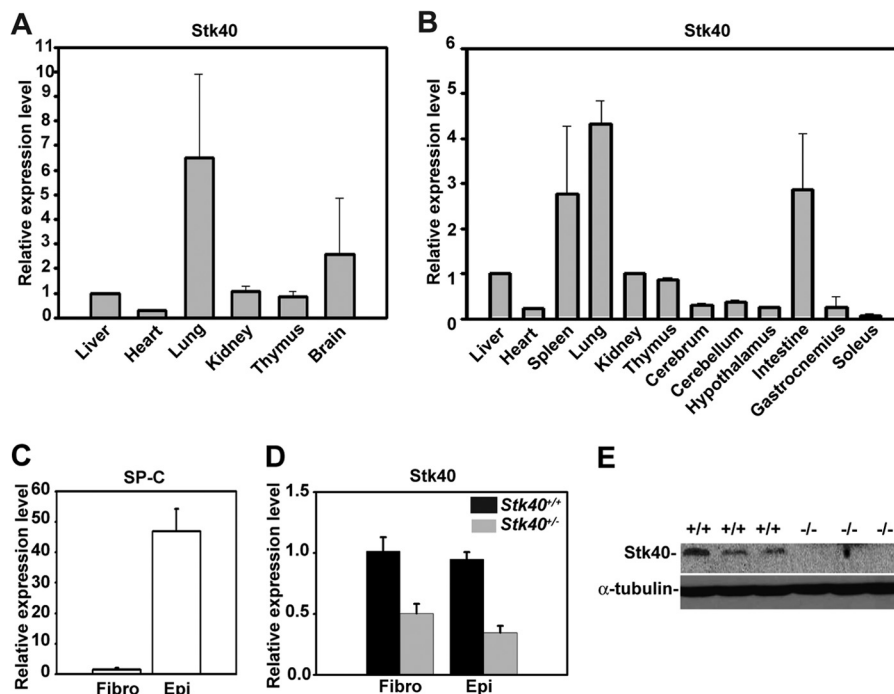 A
Stk40
Relative expression level
11
10
9
8
7
6
5
4
3
2
1
0
Liver
Heart
Lung
Kidney
Thymus
Brain
B
Stk40
Relative expression level
6
5
4
3
2
1
0
Liver
Heart
Spleen
Lung
Kidney
Thymus
Cerebrum
Cerebellum
Hypothalamus
Intestine
Gastrocnemius
Soleus
C
SP-C
Relative expression level
60
50
40
30
20
10
0
Fibro
Epi
D
Stk40
Relative expression level
1.5
1.0
0.5
0.0
Stk40+/+
Stk40+/-
Fibro
Epi
E
+/+ +/+ +/+ -/- -/- -/-
Stk40-
α-tubulin-